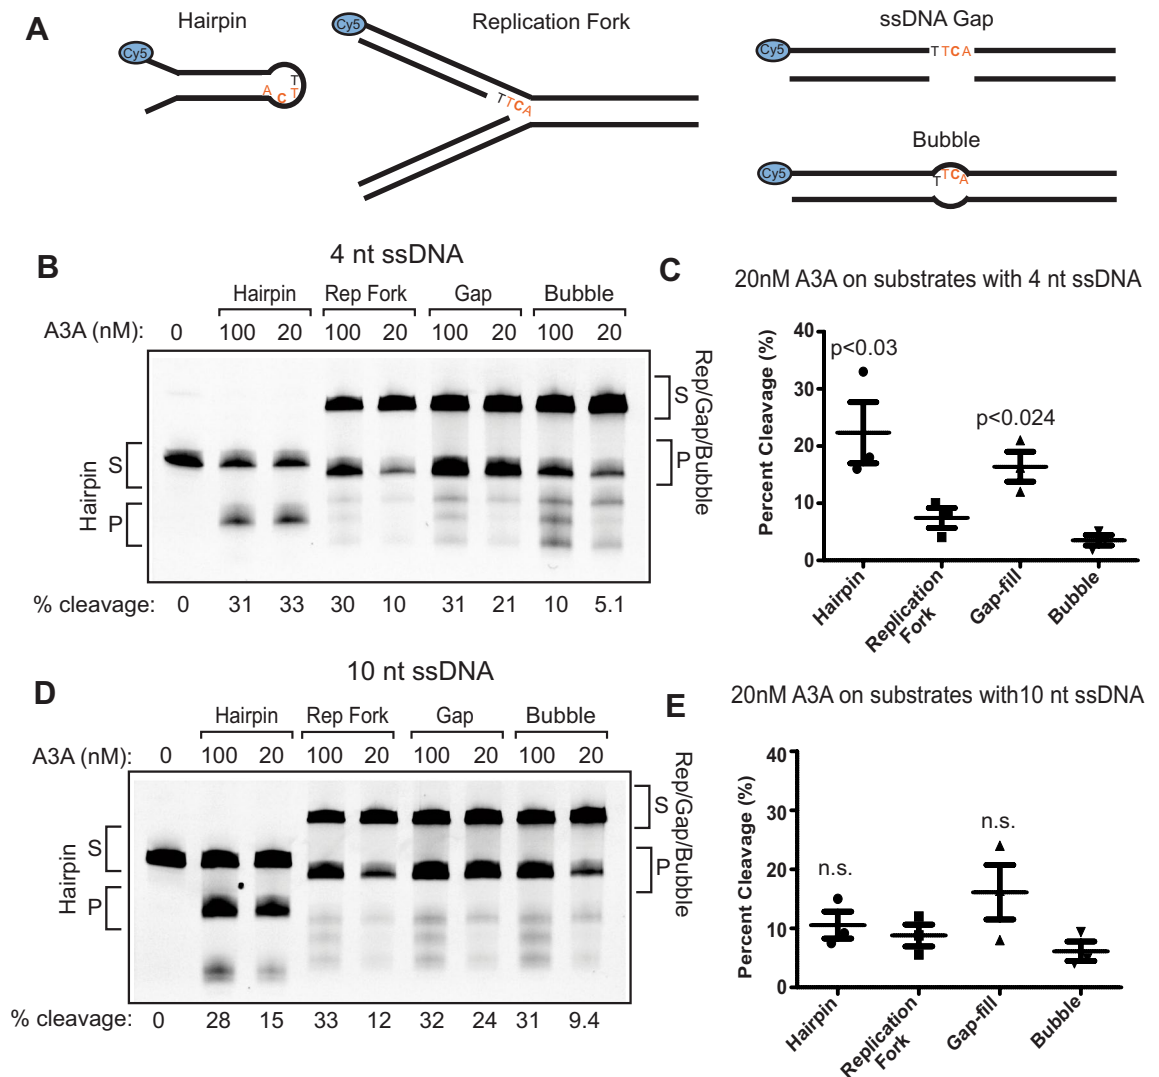 A
Hairpin
Replication Fork
ssDNA Gap
Cy5
Cy5
Cy5
T T C A
T
A C T
T T C A
Bubble
Cy5
T T C A
B
4 nt ssDNA
Hairpin Rep Fork Gap Bubble
A3A (nM): 0 100 20 100 20 100 20 100 20
Hairpin
S
P
S
P
Rep/Gap/Bubble
% cleavage: 0 31 33 30 10 31 21 10 5.1
C
20nM A3A on substrates with 4 nt ssDNA
Percent Cleavage (%)
40
30
20
10
0
p<0.03
p<0.024
Hairpin
Replication
Fork
Gap-fill
Bubble
D
10 nt ssDNA
Hairpin Rep Fork Gap Bubble
A3A (nM): 0 100 20 100 20 100 20 100 20
Hairpin
S
P
S
P
Rep/Gap/Bubble
% cleavage: 0 28 15 33 12 32 24 31 9.4
E
20nM A3A on substrates with10 nt ssDNA
Percent Cleavage (%)
40
30
20
10
0
n.s.
n.s.
Hairpin
Replication
Fork
Gap-fill
Bubble